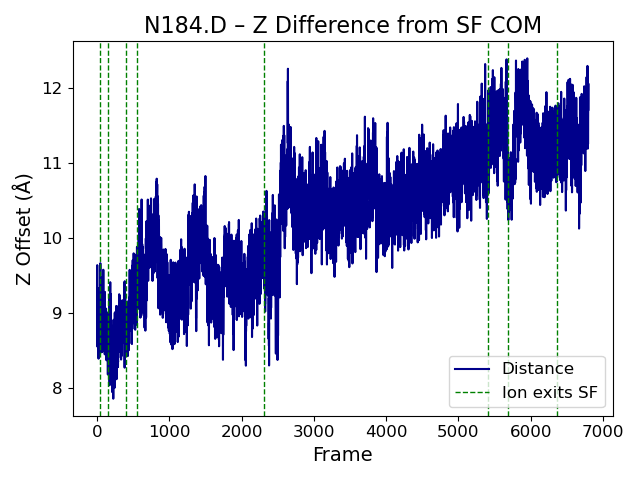 N184.D – Z Difference from SF COM
Z Offset (Å)
12
11
10
9
8
Distance
Ion exits SF
0 1000 2000 3000 4000 5000 6000 7000
Frame